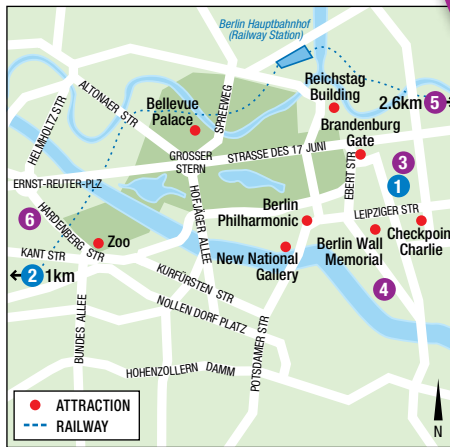 Berlin Hauptbahnhof
(Railway Station)
ALTONAER STR
HELMHOLTZ STR
Bellevue
Palace
SPREEWEG
Reichstag
Building
2.6km
5
Brandenburg
Gate
GROSSER
STERN
STRASSE DES 17 JUNI
3
ERNST-REUTER-PLZ
EBERT STR
1
HOFJÄGER ALLEE
LEIPZIGER STR
6
HARDENBERG STR
Berlin
Philharmonic
Zoo
Checkpoin
Charlie
Berlin Wall
Memorial
KANT STR
New National
Gallery
2
1km
KURFÜRSTEN STR
4
NOLLEN DORF PLATZ
BUNDES ALLEE
POTSDAMER STR
HOHENZOLLERN DAMM
ATTRACTION
RAILWAY
N